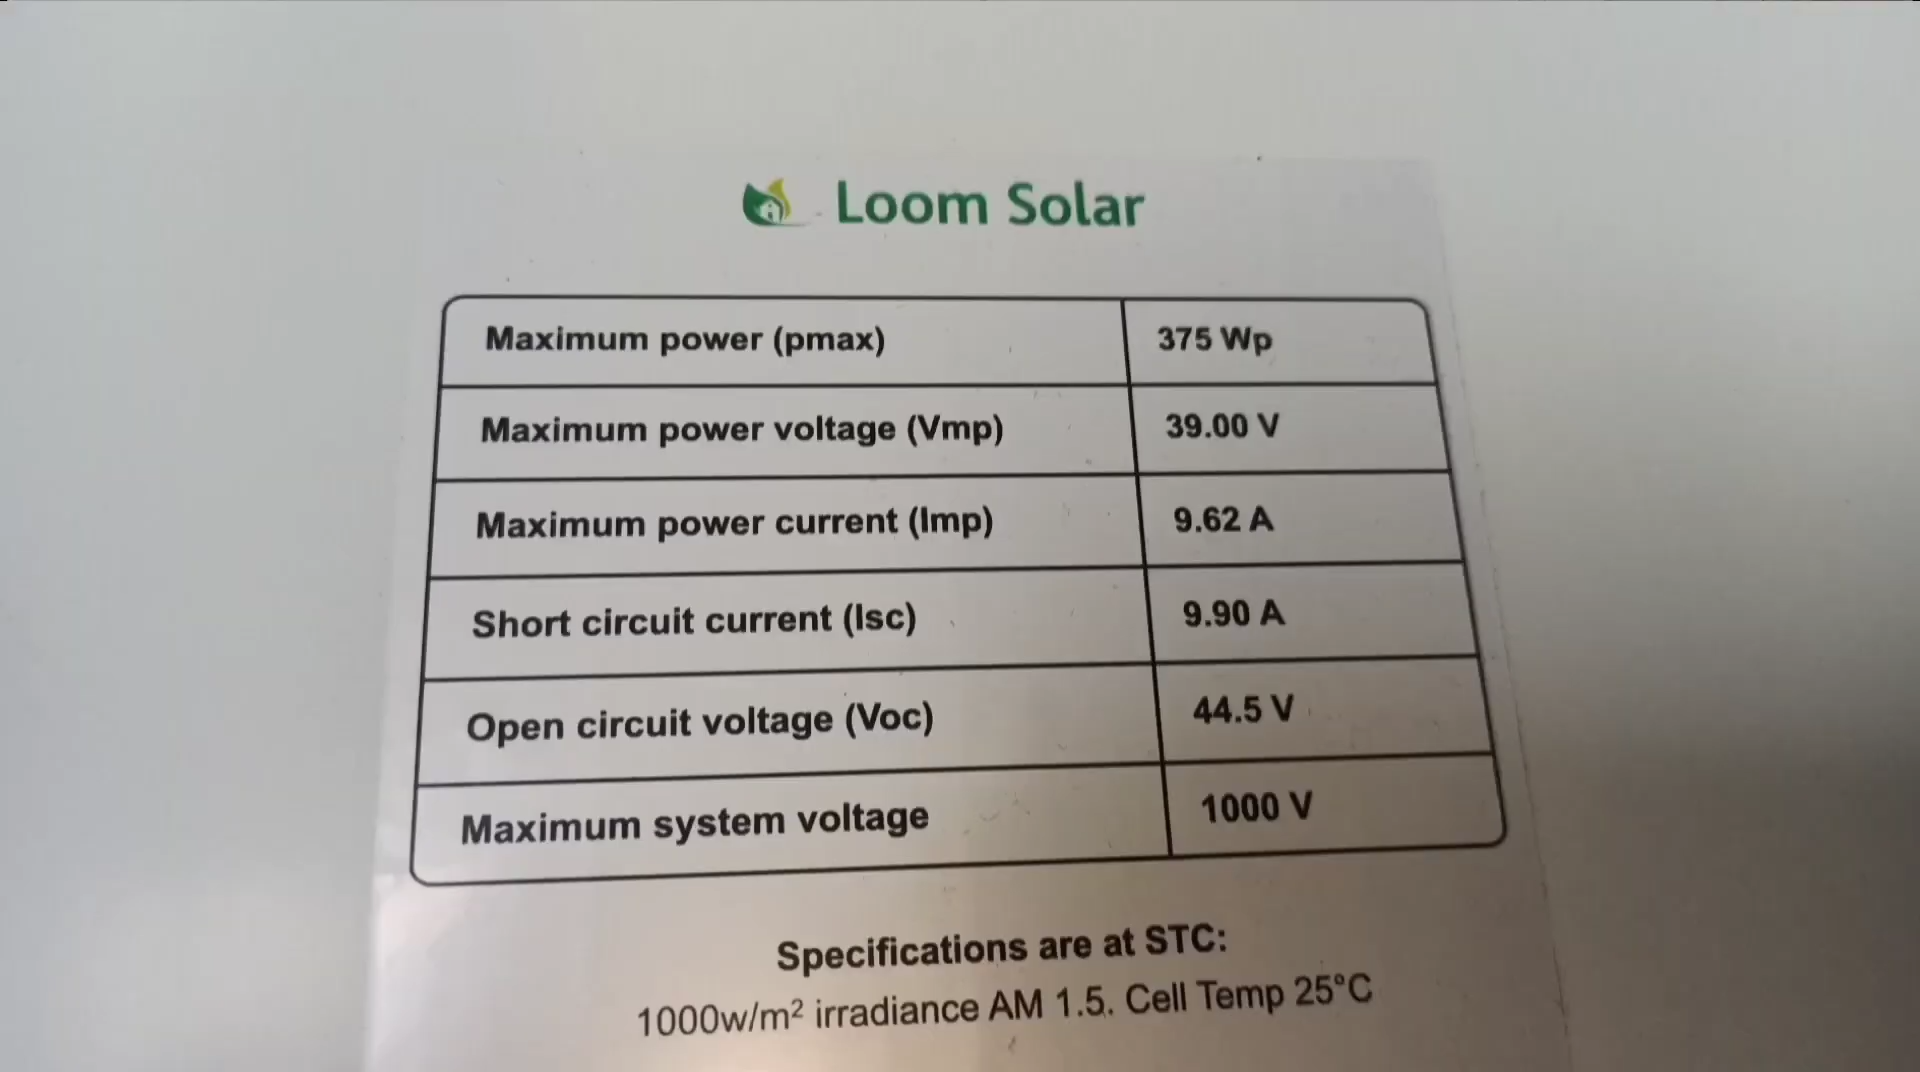 Loom Solar
Maximum power (pmax) 375 Wp
Maximum power voltage (Vmp) 39.00 V
Maximum power current (Imp) 9.62 A
Short circuit current (Isc) 9.90 A
Open circuit voltage (Voc) 44.5 V
Maximum system voltage 1000 V
Specifications are at STC:
1000w/m² irradiance AM 1.5. Cell Temp 25°C